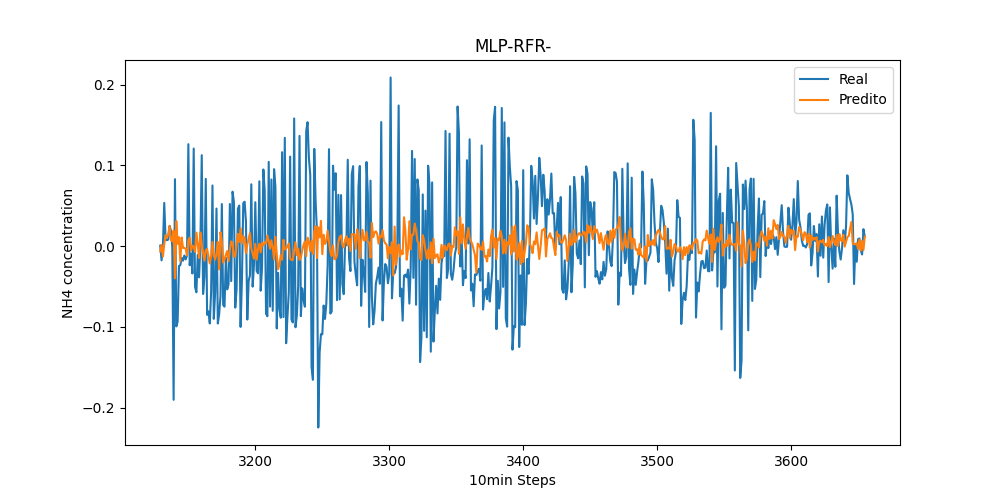 MLP-RFR-
Real
Predito
NH4 concentration
0.2
0.1
0.0
−0.1
−0.2
3200 3300 3400 3500 3600
10min Steps